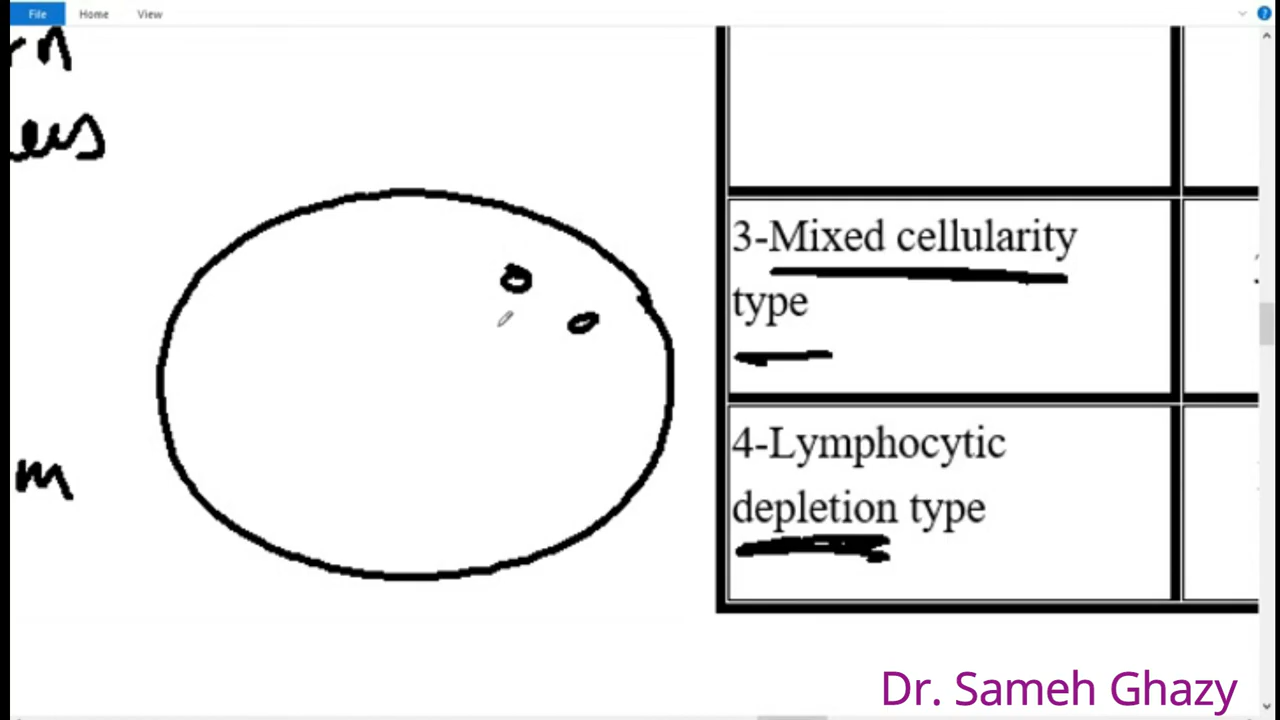 File Home View
3-Mixed cellularity
type
4-Lymphocytic
depletion type
m
Dr. Sameh Ghazy